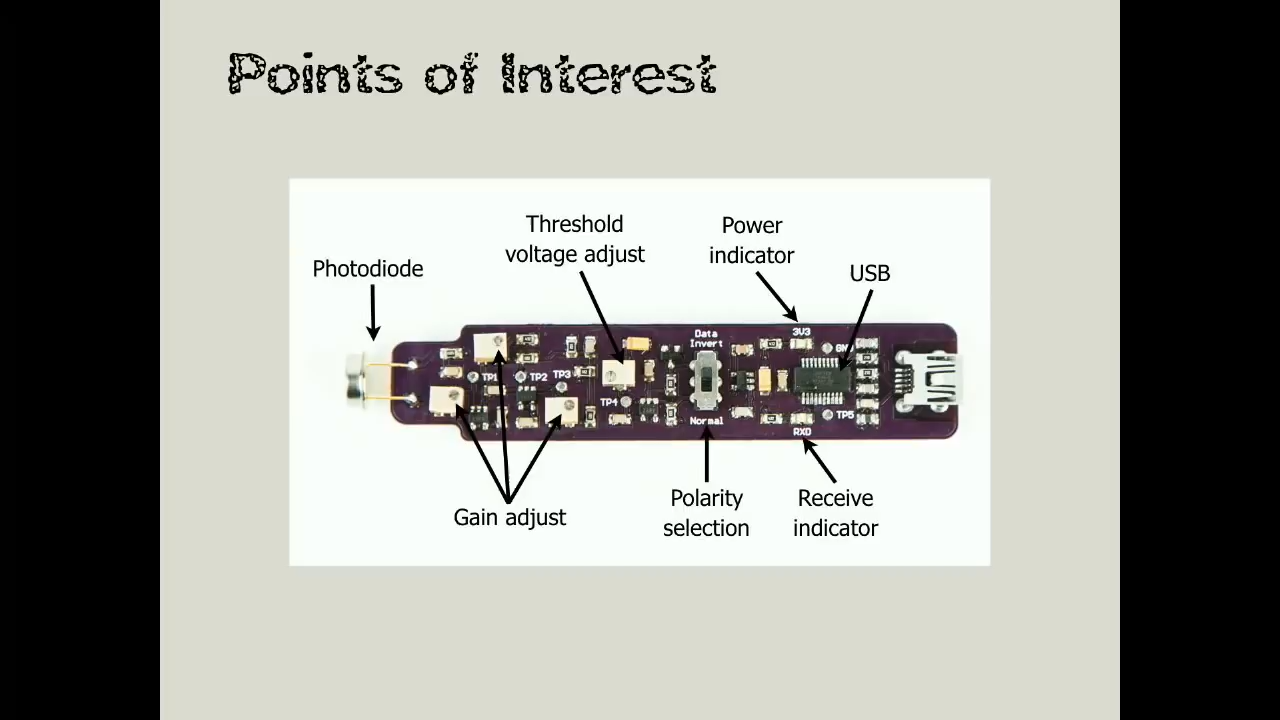 Points of Interest
Threshold
voltage adjust
Power
indicator
Photodiode
USB
3V3
Data
Invert
TP1
TP2
TP3
TP4
TP5
Normal
RXD
Gain adjust
Polarity
selection
Receive
indicator